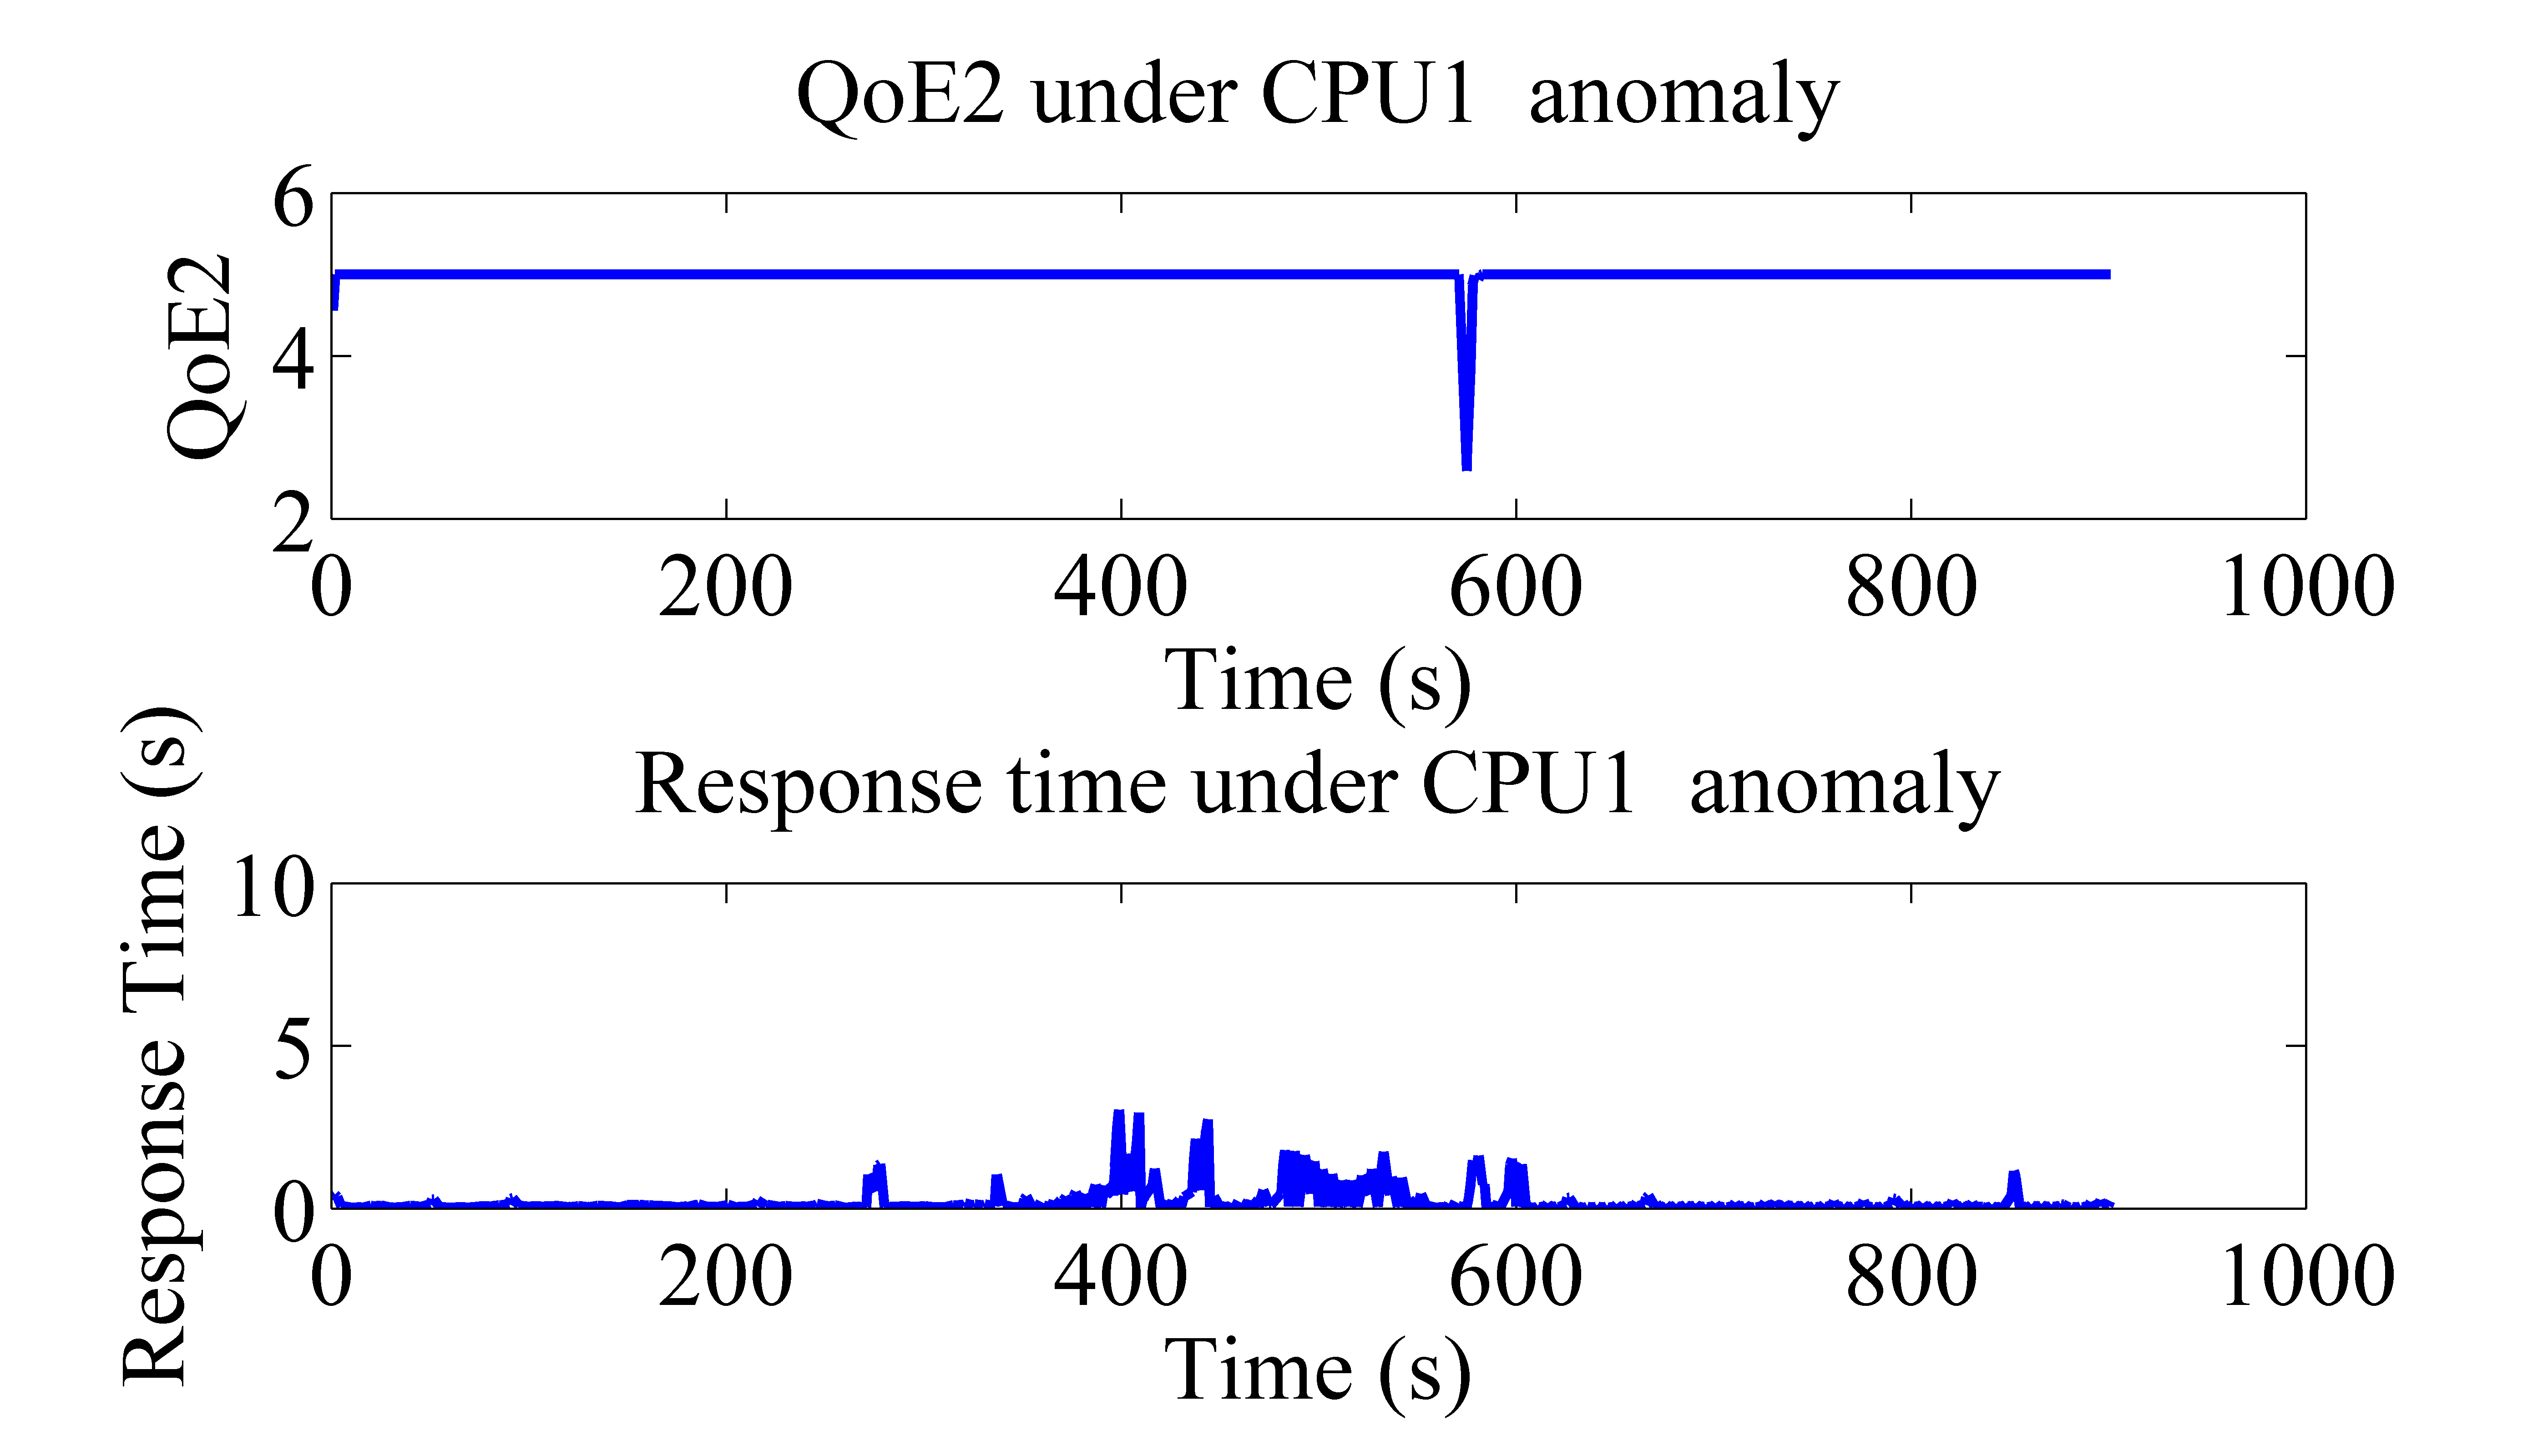 QoE2 under CPU1  anomaly
QoE2
6
4
2
0 200 400 600 800 1000
Time (s)
Response time under CPU1  anomaly
Response Time (s)
10
5
0
0 200 400 600 800 1000
Time (s)